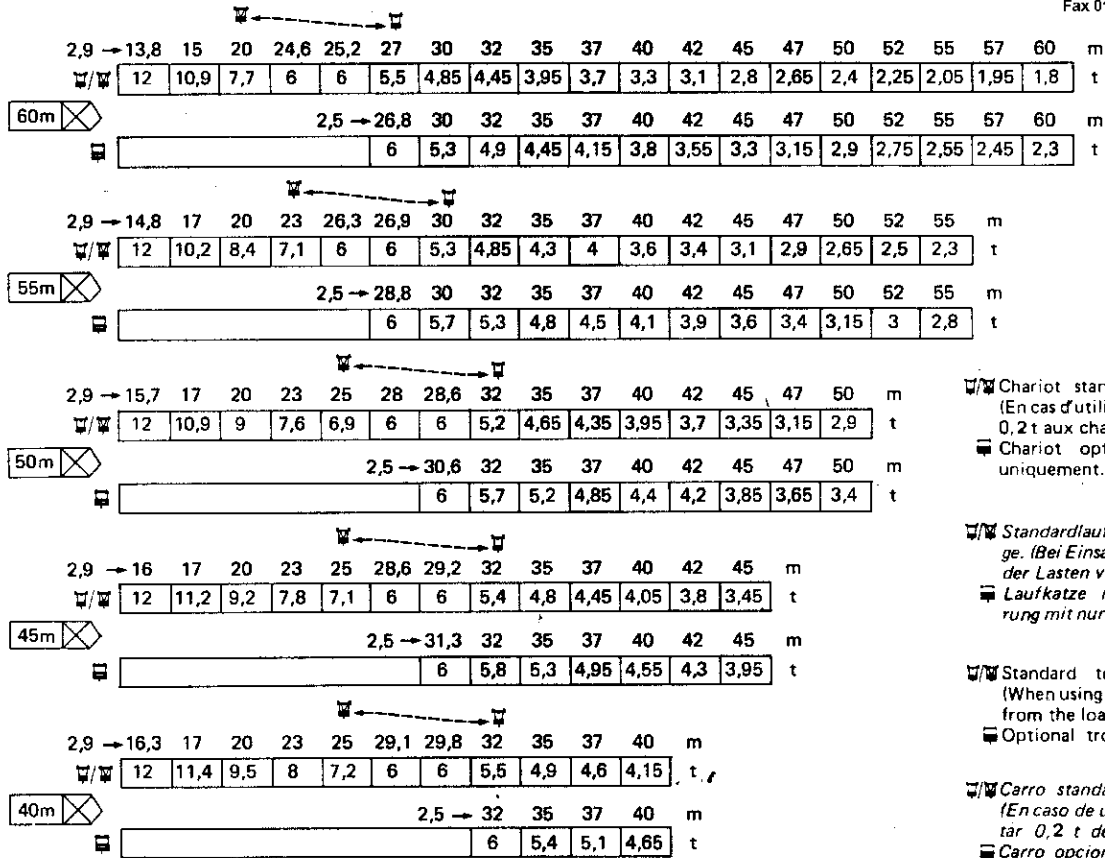 Fax 01
2,9 → 13,8 15 20 24,6 25,2 27 30 32 35 37 40 42 45 47 50 52 55 57 60 m
12 10,9 7,7 6 6 5,5 4,85 4,45 3,95 3,7 3,3 3,1 2,8 2,65 2,4 2,25 2,05 1,95 1,8 t
60m
2,5 → 26,8 30 32 35 37 40 42 45 47 50 52 55 57 60 m
6 5,3 4,9 4,45 4,15 3,8 3,55 3,3 3,15 2,9 2,75 2,55 2,45 2,3 t
2,9 → 14,8 17 20 23 26,3 26,9 30 32 35 37 40 42 45 47 50 52 55 m
12 10,2 8,4 7,1 6 6 5,3 4,85 4,3 4 3,6 3,4 3,1 2,9 2,65 2,5 2,3 t
55m
2,5 → 28,8 30 32 35 37 40 42 45 47 50 52 55 m
6 5,7 5,3 4,8 4,5 4,1 3,9 3,6 3,4 3,15 3 2,8 t
2,9 → 15,7 17 20 23 25 28 28,6 32 35 37 40 42 45 47 50 m
12 10,9 9 7,6 6,9 6 6 5,2 4,65 4,35 3,95 3,7 3,35 3,15 2,9 t
50m
2,5 → 30,6 32 35 37 40 42 45 47 50 m
6 5,7 5,2 4,85 4,4 4,2 3,85 3,65 3,4 t
2,9 → 16 17 20 23 25 28,6 29,2 32 35 37 40 42 45 m
12 11,2 9,2 7,8 7,1 6 6 5,4 4,8 4,45 4,05 3,8 3,45 t
45m
2,5 → 31,3 32 35 37 40 42 45 m
6 5,8 5,3 4,95 4,55 4,3 3,95 t
2,9 → 16,3 17 20 23 25 29,1 29,8 32 35 37 40 m
12 11,4 9,5 8 7,2 6 6 5,5 4,9 4,6 4,15 t
40m
2,5 → 32 35 37 40 m
6 5,4 5,1 4,65 t
Chariot stan
(En cas d'utili
0,2 t aux cha
Chariot opt
uniquement.
Standardlauf
ge. (Bei Einsa
der Lasten v
Laufkatze
rung mit nur
Standard tr
(When using
from the loa
Optional tro
Carro standa
(En caso de u
tar 0,2 t de
Carro opcion